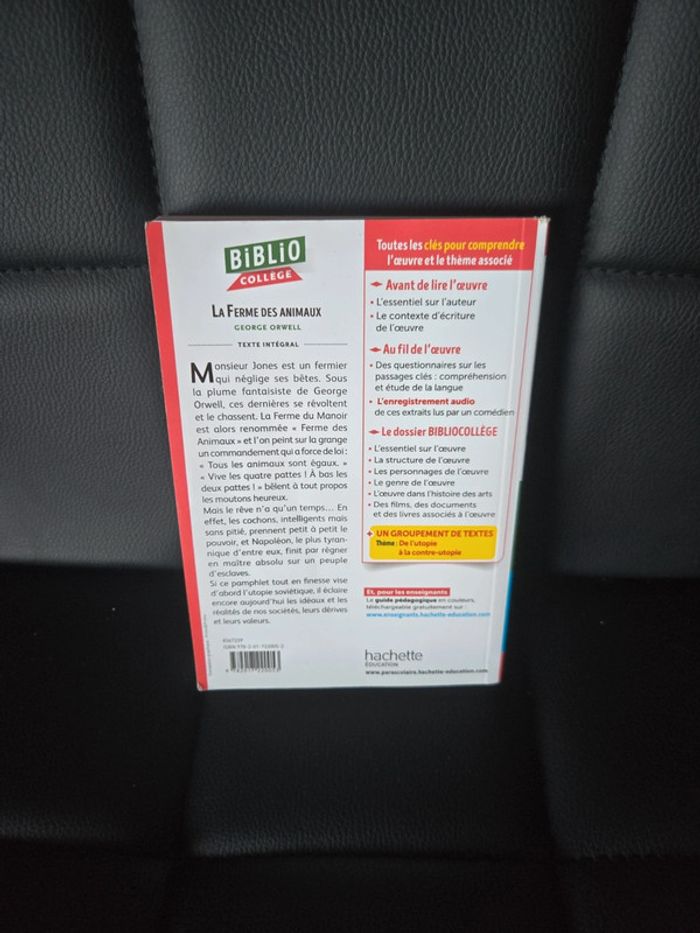 BiBLiO
COLLÈGE
LA FERME DES ANIMAUX
GEORGE ORWELL
TEXTE INTÉGRAL
Monsieur Jones est un fermier
qui néglige ses bêtes. Sous
la plume fantaisiste de George
Orwell, ces dernières se révoltent
et le chassent. La Ferme du Manoir
est alors renommée « Ferme des
Animaux » et l'on peint sur la grange
un commandement qui a force de loi :
« Tous les animaux sont égaux. »
« Vive les quatre pattes ! À bas les
deux pattes ! » bêlent à tout propos
les moutons heureux.
Mais le rêve n'a qu'un temps... En
effet, les cochons, intelligents mais
sans pitié, prennent petit à petit le
pouvoir, et Napoléon, le plus tyran-
nique d'entre eux, finit par régner
en maître absolu sur un peuple
d'esclaves.
Si ce pamphlet tout en finesse vise
d'abord l'utopie soviétique, il éclaire
encore aujourd'hui les idéaux et les
réalités de nos sociétés, leurs dérives
et leurs valeurs.
Toutes les clés pour comprendre
l'œuvre et le thème associé
Avant de lire l'œuvre
• L'essentiel sur l'auteur
• Le contexte d'écriture
de l'œuvre
Au fil de l'œuvre
• Des questionnaires sur les
passages clés : compréhension
et étude de la langue
• L'enregistrement audio
de ces extraits lus par un comédien
Le dossier BIBLIOCOLLÈGE
• L'essentiel sur l'œuvre
• La structure de l'œuvre
• Les personnages de l'œuvre
• Le genre de l'œuvre
• L'œuvre dans l'histoire des arts
• Des films, des documents
et des livres associés à l'œuvre
+ UN GROUPEMENT DE TEXTES
Thème : De l'utopie
à la contre-utopie
Et, pour les enseignants
Le guide pédagogique en couleurs,
téléchargeable gratuitement sur :
www.enseignants.hachette-education.com
hachette
ÉDUCATION
www.parascolaire.hachette-education.com